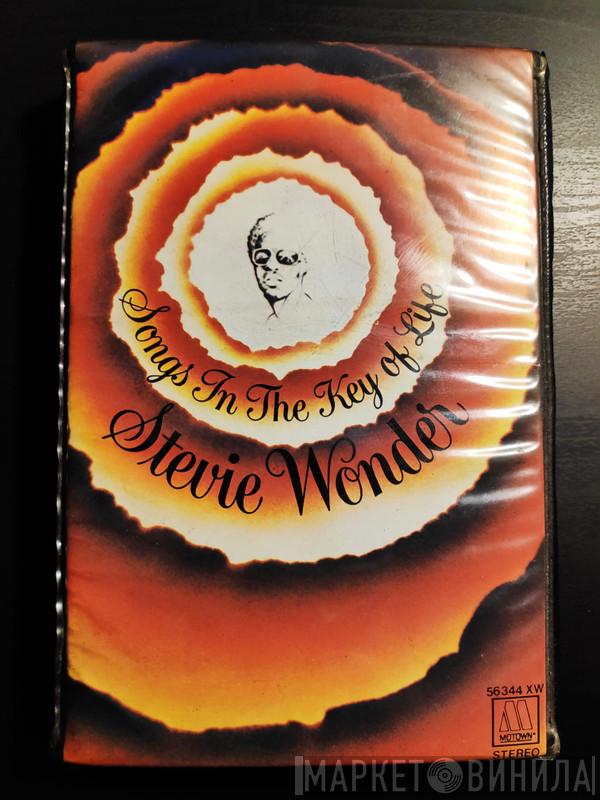 Songs In The Key of Life
Stevie Wonder
56344 XW
MOTOWN
STEREO
МАРКЕТ ВИНИЛА